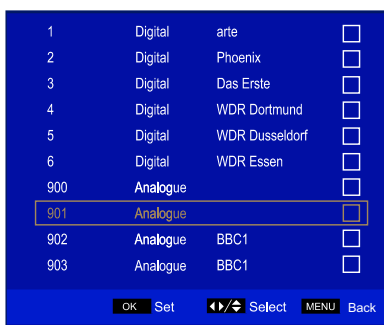 1 Digital arte
2 Digital Phoenix
3 Digital Das Erste
4 Digital WDR Dortmund
5 Digital WDR Dusseldorf
6 Digital WDR Essen
900 Analogue
901 Analogue
902 Analogue BBC1
903 Analogue BBC1
OK Set Select MENU Back